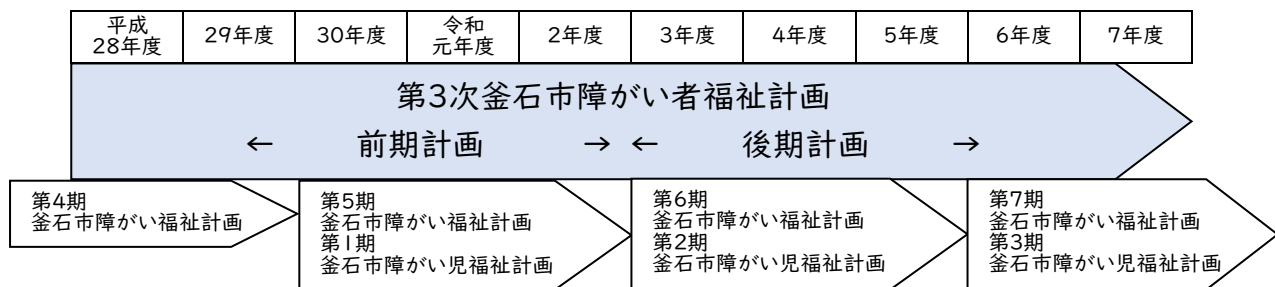 平成
28年度
29年度
30年度
令和
元年度
2年度
3年度
4年度
5年度
6年度
7年度
第3次釜石市障がい者福祉計画
← 前期計画 → ← 後期計画 →
第4期
釜石市障がい福祉計画
第5期
釜石市障がい福祉計画
第1期
釜石市障がい児福祉計画
第6期
釜石市障がい福祉計画
第2期
釜石市障がい児福祉計画
第7期
釜石市障がい福祉計画
第3期
釜石市障がい児福祉計画